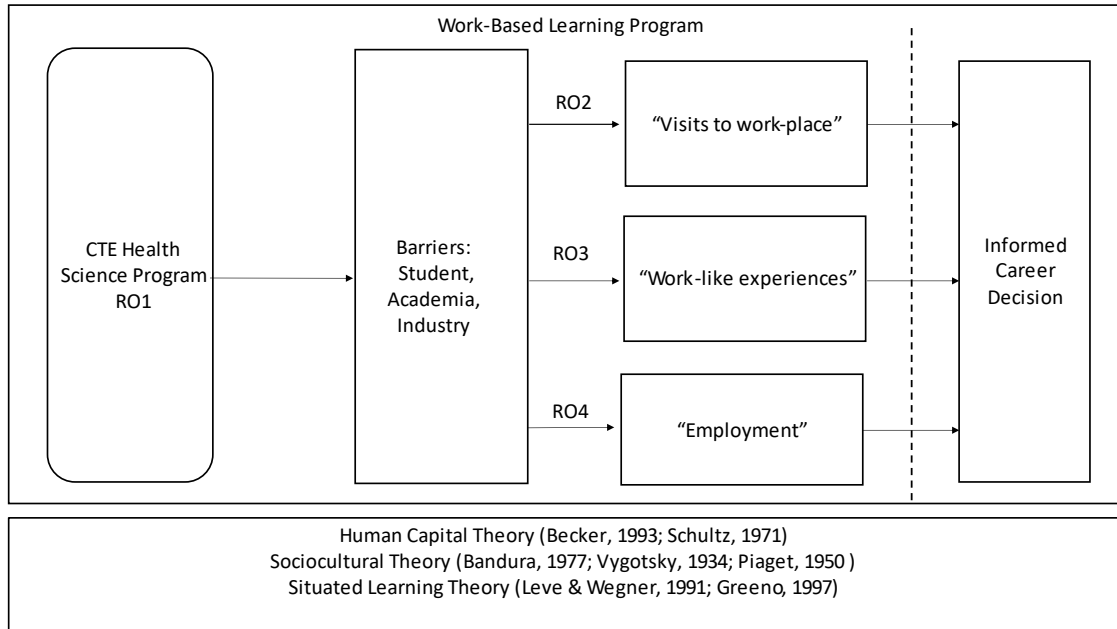 Work-Based Learning Program
CTE Health
Science Program
RO1
Barriers:
Student,
Academia,
Industry
RO2
“Visits to work-place”
RO3
“Work-like experiences”
RO4
“Employment”
Informed
Career
Decision
Human Capital Theory (Becker, 1993; Schultz, 1971)
Sociocultural Theory (Bandura, 1977; Vygotsky, 1934; Piaget, 1950 )
Situated Learning Theory (Leve & Wegner, 1991; Greeno, 1997)